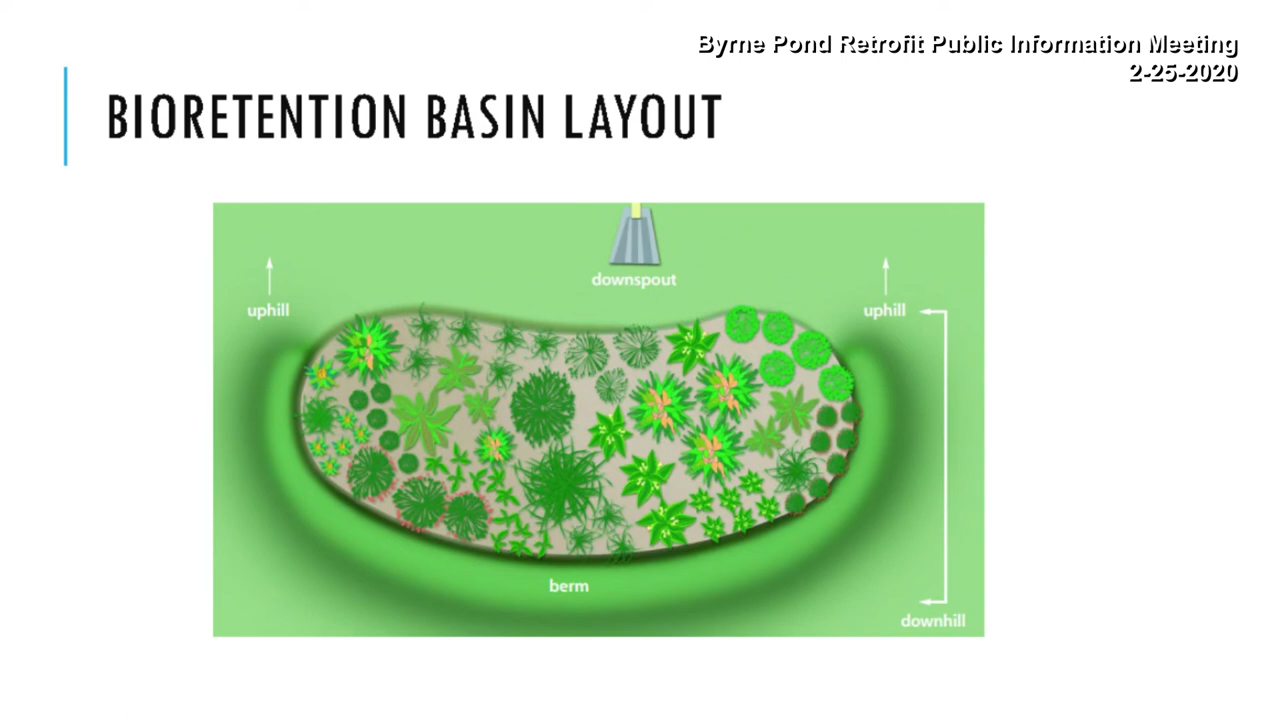 Byrne Pond Retrofit Public Information Meeting
2-25-2020
BIORETENTION BASIN LAYOUT
downspout
uphill
uphill
berm
downhill